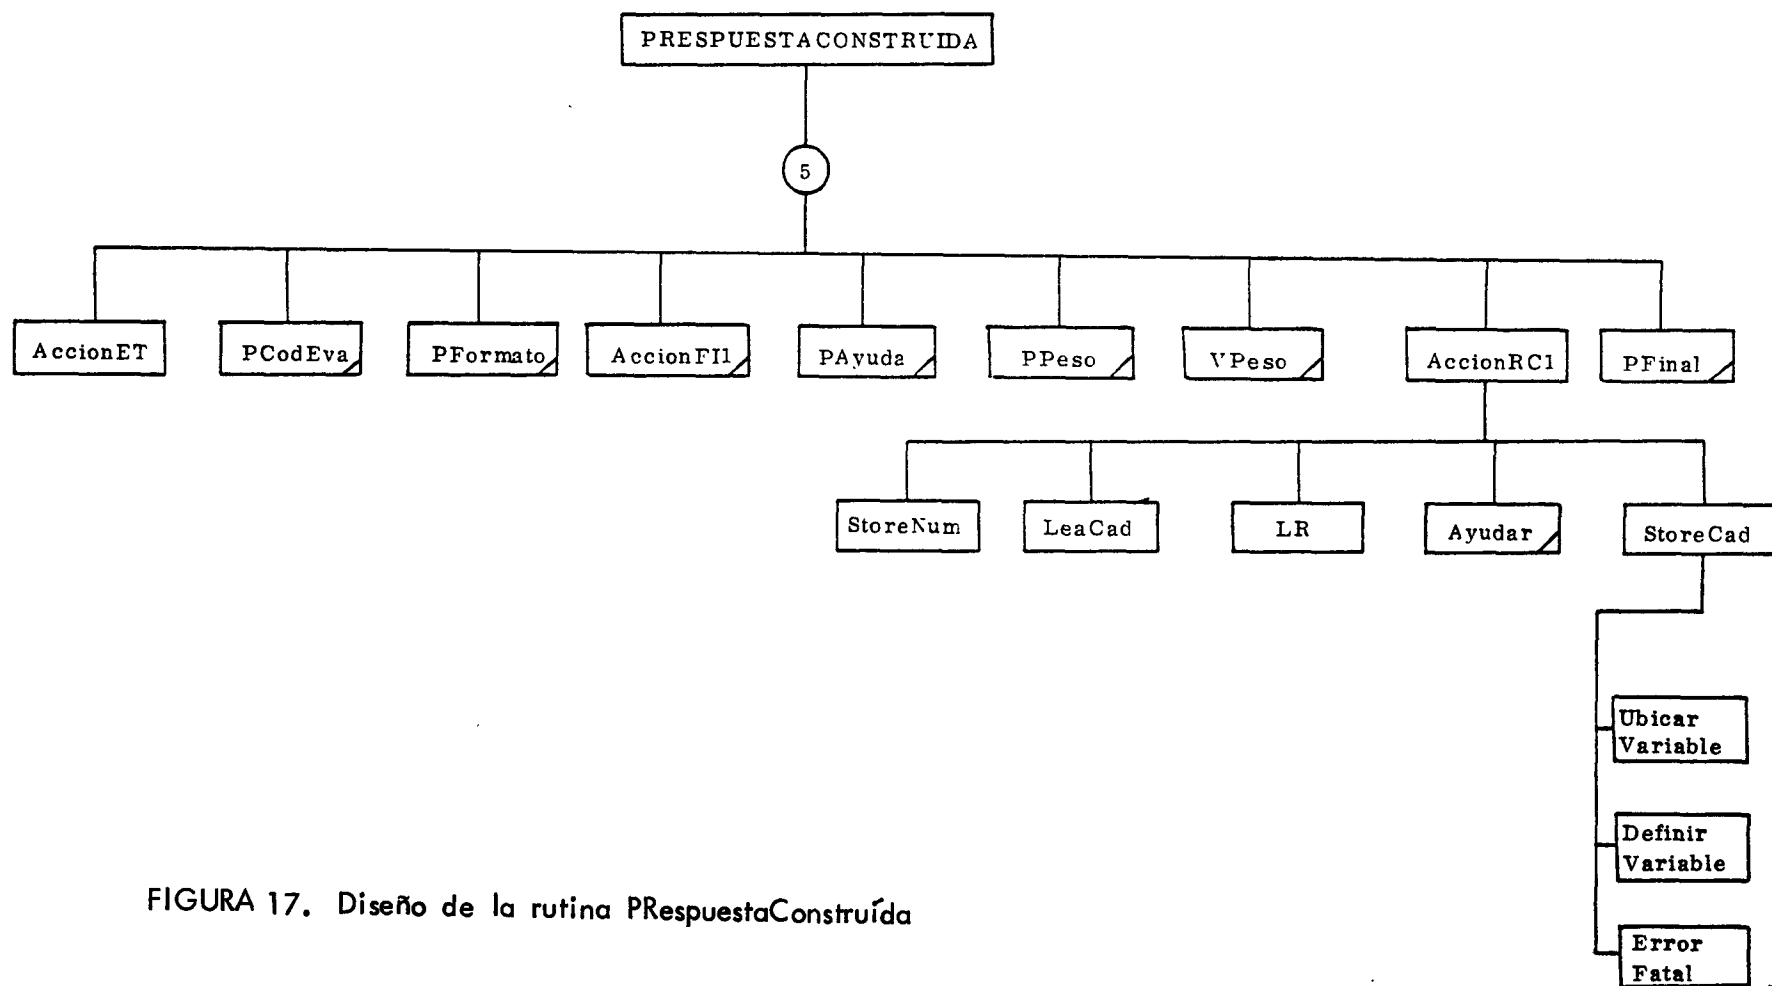 PRESPUESTACONSTRUIDA
5
AccionET
PCodEva
PFormato
AccionFI1
PAyuda
PPeso
VPeso
AccionRC1
PFinal
StoreNum
LeaCad
LR
Ayudar
StoreCad
Ubicar
Variable
Definir
Variable
Error
Fatal
FIGURA 17. Diseño de la rutina PRespuestaConstruída